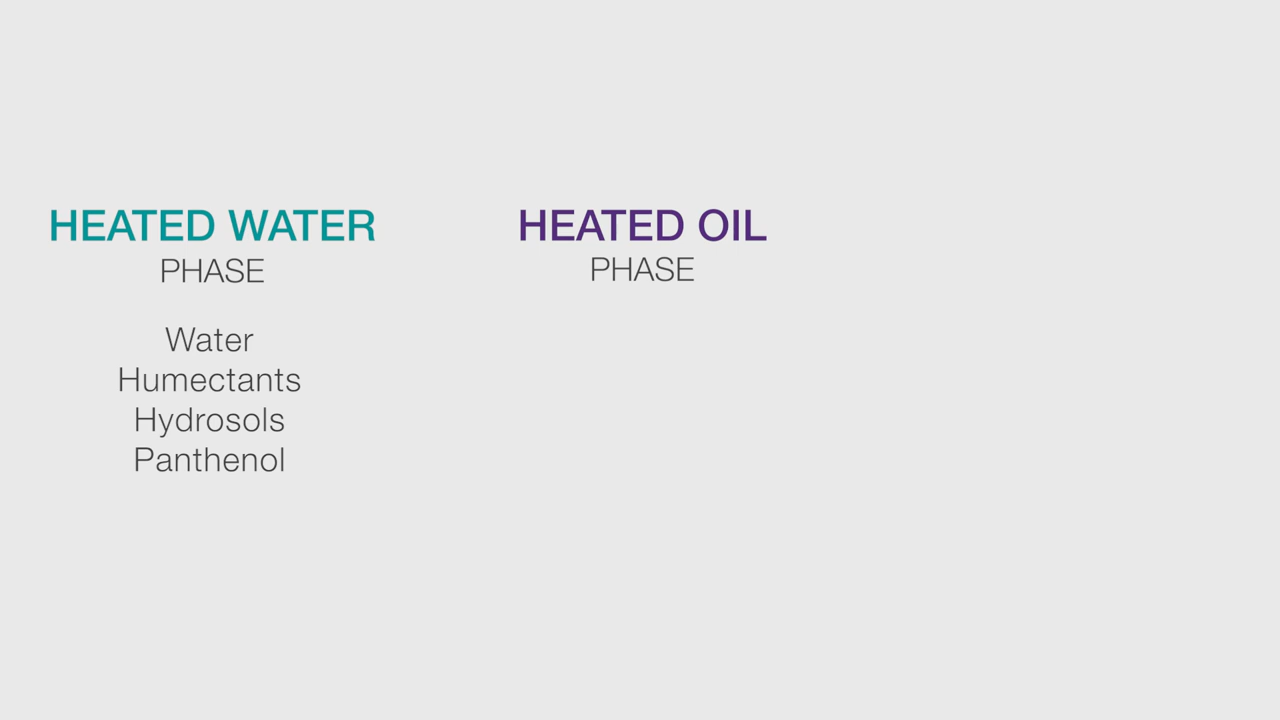 HEATED WATER
PHASE
Water
Humectants
Hydrosols
Panthenol
HEATED OIL
PHASE